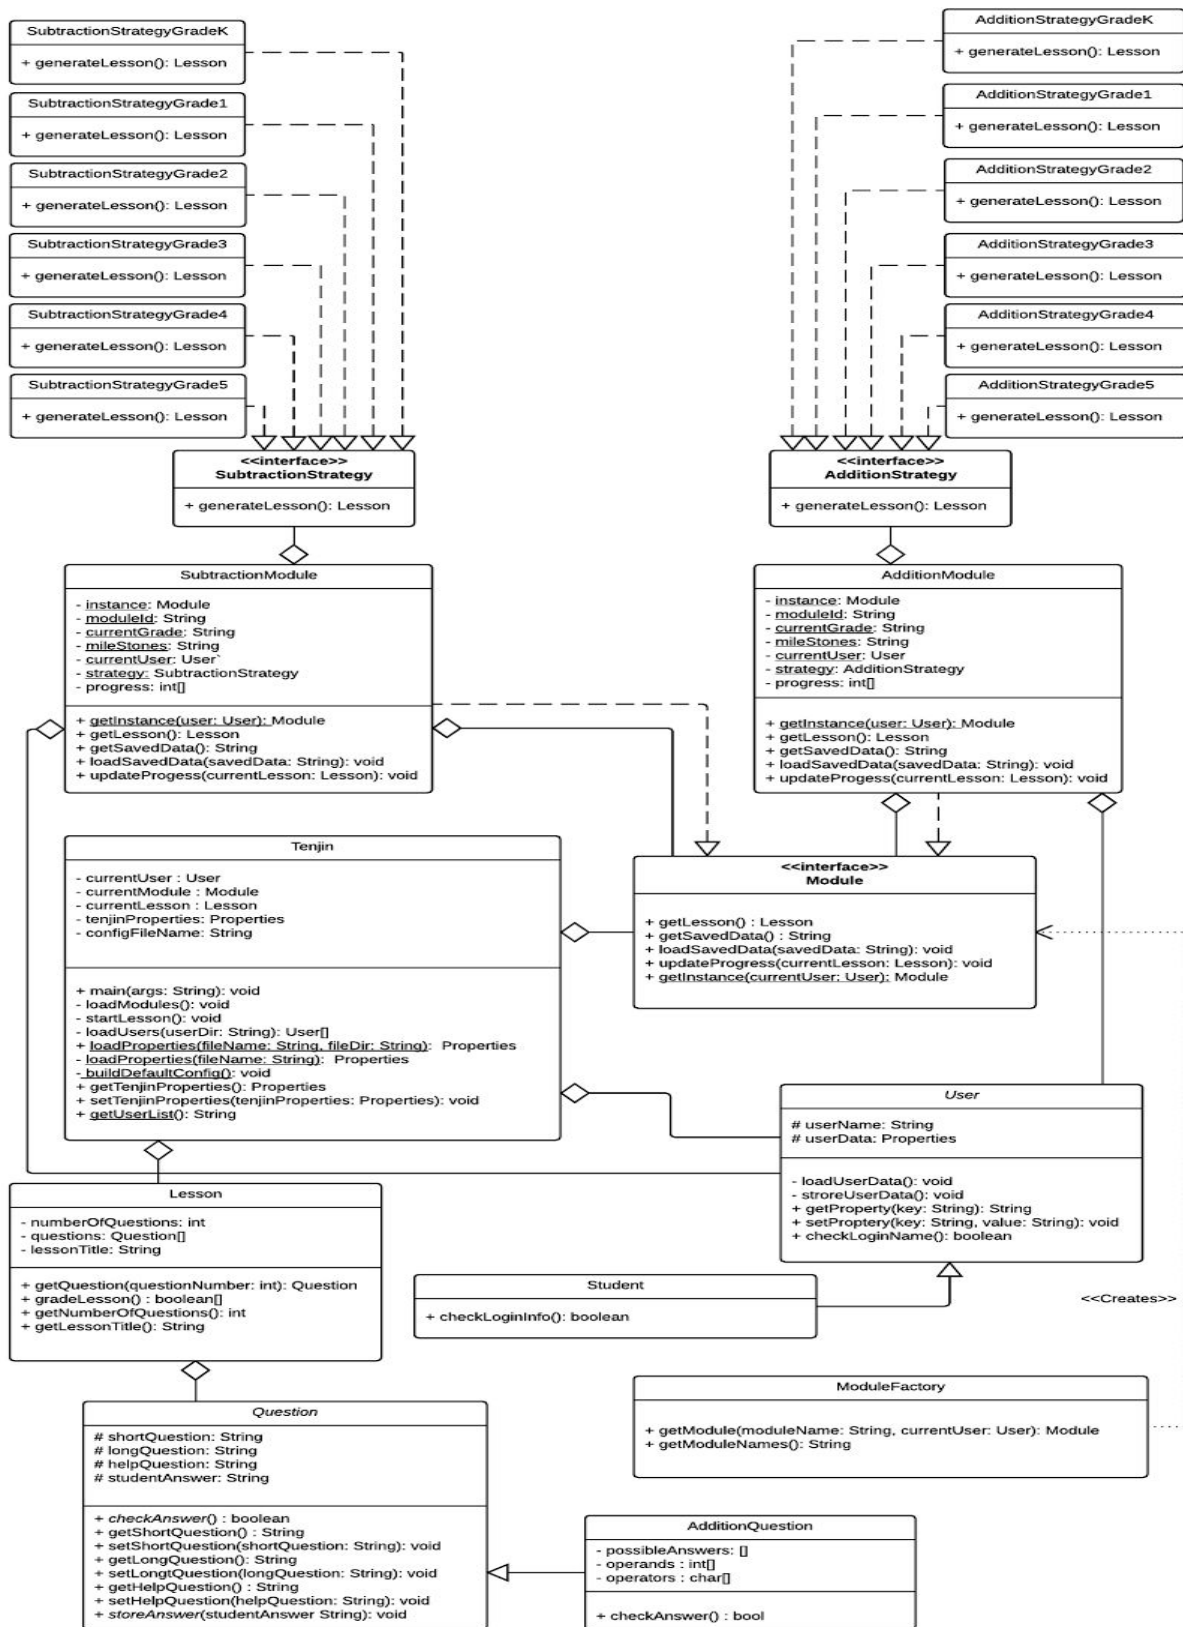 SubtractionStrategyGradeK
+ generateLesson(): Lesson
SubtractionStrategyGrade1
+ generateLesson(): Lesson
SubtractionStrategyGrade2
+ generateLesson(): Lesson
SubtractionStrategyGrade3
+ generateLesson(): Lesson
SubtractionStrategyGrade4
+ generateLesson(): Lesson
SubtractionStrategyGrade5
+ generateLesson(): Lesson
AdditionStrategyGradeK
+ generateLesson(): Lesson
AdditionStrategyGrade1
+ generateLesson(): Lesson
AdditionStrategyGrade2
+ generateLesson(): Lesson
AdditionStrategyGrade3
+ generateLesson(): Lesson
AdditionStrategyGrade4
+ generateLesson(): Lesson
AdditionStrategyGrade5
+ generateLesson(): Lesson
<<interface>>
SubtractionStrategy
+ generateLesson(): Lesson
<<interface>>
AdditionStrategy
+ generateLesson(): Lesson
SubtractionModule
- instance: Module
- moduleId: String
- currentGrade: String
- mileStones: String
- currentUser: User`
- strategy: SubtractionStrategy
- progress: int[]
+ getInstance(user: User): Module
+ getLesson(): Lesson
+ getSavedData(): String
+ loadSavedData(savedData: String): void
+ updateProgess(currentLesson: Lesson): void
AdditionModule
- instance: Module
- moduleId: String
- currentGrade: String
- mileStones: String
- currentUser: User
- strategy: AdditionStrategy
- progress: int[]
+ getInstance(user: User): Module
+ getLesson(): Lesson
+ getSavedData(): String
+ loadSavedData(savedData: String): void
+ updateProgess(currentLesson: Lesson): void
Tenjin
- currentUser : User
- currentModule : Module
- currentLesson : Lesson
- tenjinProperties: Properties
- configFileName: String
+ main(args: String): void
- loadModules(): void
- startLesson(): void
- loadUsers(userDir: String): User[]
+ loadProperties(fileName: String, fileDir: String): Properties
- loadProperties(fileName: String): Properties
- buildDefaultConfig(): void
+ getTenjinProperties(): Properties
+ setTenjinProperties(tenjinProperties: Properties): void
+ getUserList(): String
<<interface>>
Module
+ getLesson() : Lesson
+ getSavedData() : String
+ loadSavedData(savedData: String): void
+ updateProgress(currentLesson: Lesson): void
+ getInstance(currentUser: User): Module
User
# userName: String
# userData: Properties
- loadUserData(): void
- stroreUserData(): void
+ getProperty(key: String): String
+ setProptery(key: String, value: String): void
+ checkLoginName(): boolean
Lesson
- numberOfQuestions: int
- questions: Question[]
- lessonTitle: String
+ getQuestion(questionNumber: int): Question
+ gradeLesson() : boolean[]
+ getNumberOfQuestions(): int
+ getLessonTitle(): String
Student
+ checkLoginInfo(): boolean
<<Creates>>
ModuleFactory
+ getModule(moduleName: String, currentUser: User): Module
+ getModuleNames(): String
Question
# shortQuestion: String
# longQuestion: String
# helpQuestion: String
# studentAnswer: String
+ checkAnswer() : boolean
+ getShortQuestion() : String
+ setShortQuestion(shortQuestion: String): void
+ getLongQuestion(): String
+ setLongtQuestion(longQuestion: String): void
+ getHelpQuestion() : String
+ setHelpQuestion(helpQuestion: String): void
+ storeAnswer(studentAnswer String): void
AdditionQuestion
- possibleAnswers: []
- operands : int[]
- operators : char[]
+ checkAnswer() : bool